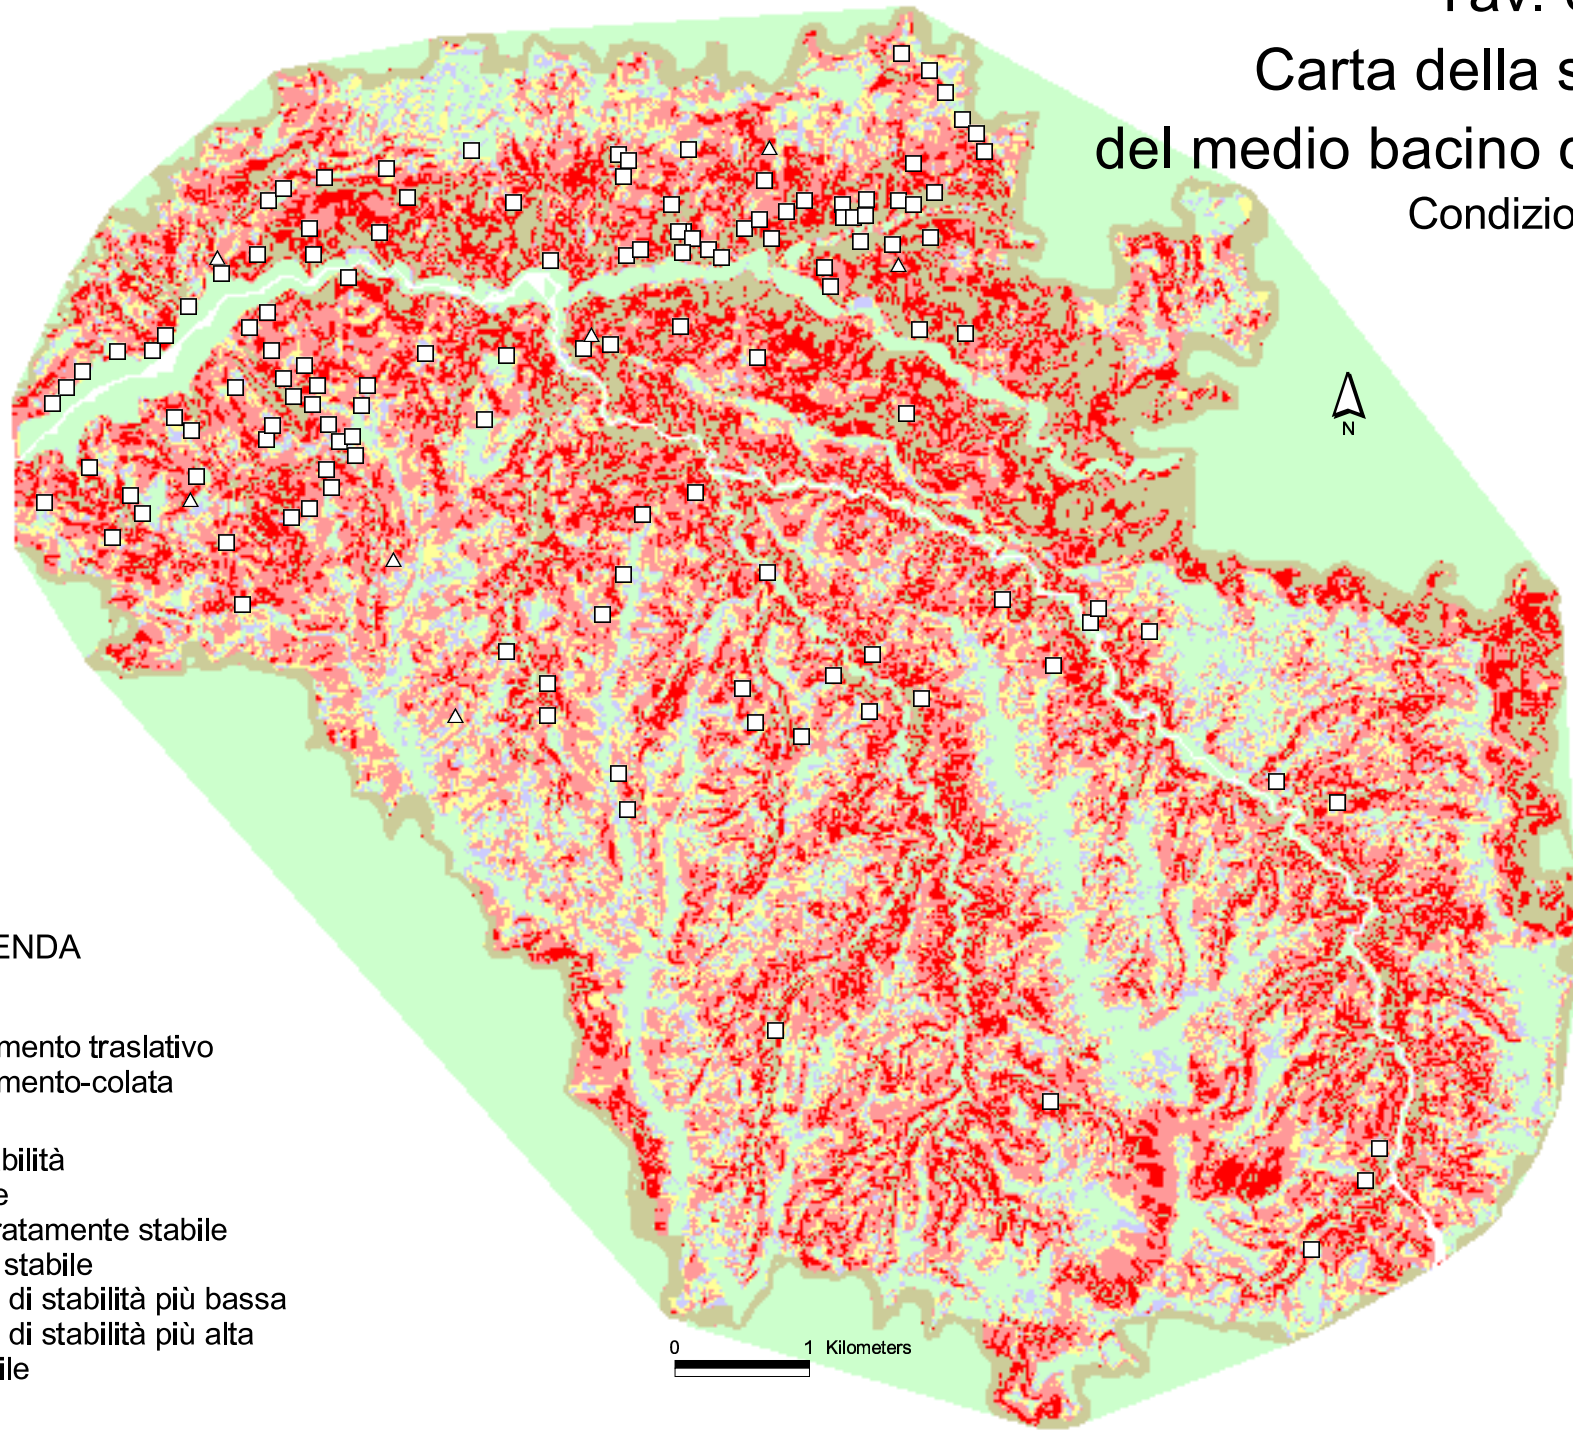 Carta della s
del medio bacino d
Condizio
N
ENDA
mento traslativo
mento-colata
bilità
e
ratamente stabile
stabile
di stabilità più bassa
di stabilità più alta
ile
0 1 Kilometers